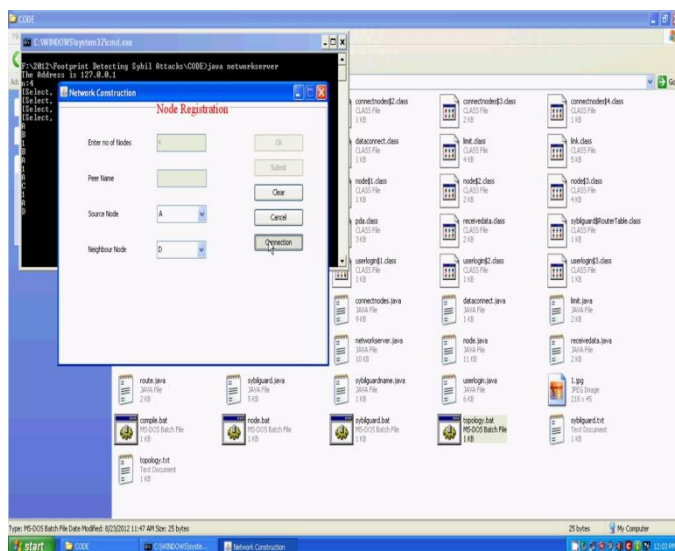 CODE
C:\WINDOWS\system32\cmd.exe
F:\2012\Footprint Detecting Sybil Attacks\CODE>java networkserver
The Address is 127.0.0.1
n:4
[Select,
[Select,
[Select,
[Select,
A
B
1
B
A
1
A
C
1
A
D
Network Construction
Node Registration
Enter no of Nodes
4
Ok
Peer Name
Submit
Clear
Source Node
A
Cancel
Neighbour Node
D
Connection
Go
connectnodes$2.class
CLASS File
1 KB
connectnodes$3.class
CLASS File
2 KB
connectnodes$4.class
CLASS File
1 KB
dataconnect.class
CLASS File
1 KB
limit.class
CLASS File
4 KB
link.class
CLASS File
5 KB
node$1.class
CLASS File
1 KB
node$2.class
CLASS File
2 KB
node$3.class
CLASS File
4 KB
pda.class
CLASS File
3 KB
receivedata.class
CLASS File
2 KB
sybilguard$RouterTable.class
CLASS File
1 KB
userlogin$1.class
CLASS File
1 KB
userlogin$2.class
CLASS File
1 KB
userlogin$3.class
CLASS File
1 KB
connectnodes.java
JAVA File
9 KB
dataconnect.java
JAVA File
1 KB
limit.java
JAVA File
2 KB
networkserver.java
JAVA File
10 KB
node.java
JAVA File
11 KB
receivedata.java
JAVA File
2 KB
route.java
JAVA File
2 KB
sybilguard.java
JAVA File
5 KB
sybilguardname.java
JAVA File
1 KB
userlogin.java
JAVA File
6 KB
1.jpg
JPEG Image
218 x 45
compile.bat
MS-DOS Batch File
1 KB
node.bat
MS-DOS Batch File
1 KB
sybilguard.bat
MS-DOS Batch File
1 KB
topology.bat
MS-DOS Batch File
1 KB
sybilguard.txt
Text Document
1 KB
topology.txt
Text Document
1 KB
Type: MS-DOS Batch File Date Modified: 8/23/2012 11:47 AM Size: 25 bytes
25 bytes
My Computer
start
CODE
C:\WINDOWS\syste...
Network Construction
12:03 PM